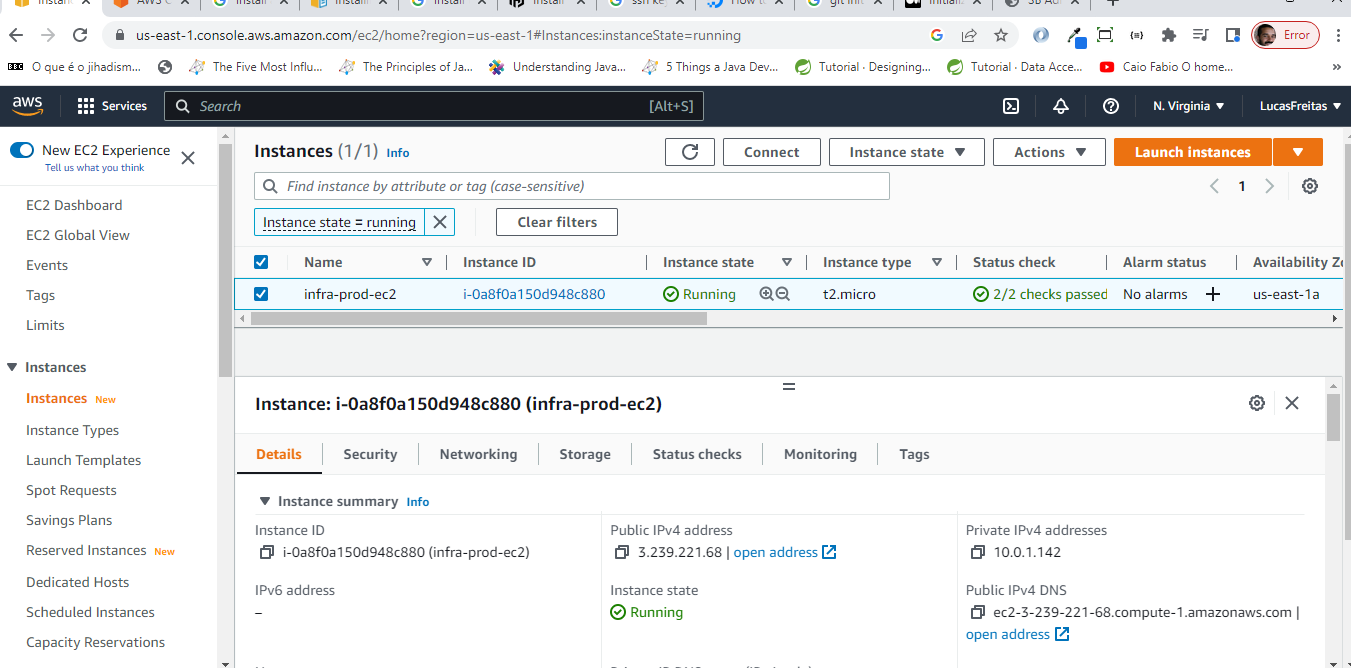 us-east-1.console.aws.amazon.com/ec2/home?region=us-east-1#Instances:instanceState=running
Error
BBC O que é o jihadism...
The Five Most Influ...
The Principles of Ja...
Understanding Java...
5 Things a Java Dev...
Tutorial · Designing...
Tutorial · Data Acce...
Caio Fabio O home...
»
aws
Services
Search [Alt+S]
N. Virginia
LucasFreitas
New EC2 Experience
Tell us what you think
EC2 Dashboard
EC2 Global View
Events
Tags
Limits
Instances
Instances New
Instance Types
Launch Templates
Spot Requests
Savings Plans
Reserved Instances New
Dedicated Hosts
Scheduled Instances
Capacity Reservations
Instances (1/1) Info
Connect
Instance state
Actions
Launch instances
Find instance by attribute or tag (case-sensitive)
1
Instance state = running
Clear filters
Name Instance ID Instance state Instance type Status check Alarm status Availability Zo
infra-prod-ec2 i-0a8f0a150d948c880 Running t2.micro 2/2 checks passed No alarms + us-east-1a
Instance: i-0a8f0a150d948c880 (infra-prod-ec2)
Details Security Networking Storage Status checks Monitoring Tags
Instance summary Info
Instance ID
i-0a8f0a150d948c880 (infra-prod-ec2)
Public IPv4 address
3.239.221.68 | open address
Private IPv4 addresses
10.0.1.142
IPv6 address
–
Instance state
Running
Public IPv4 DNS
ec2-3-239-221-68.compute-1.amazonaws.com |
open address